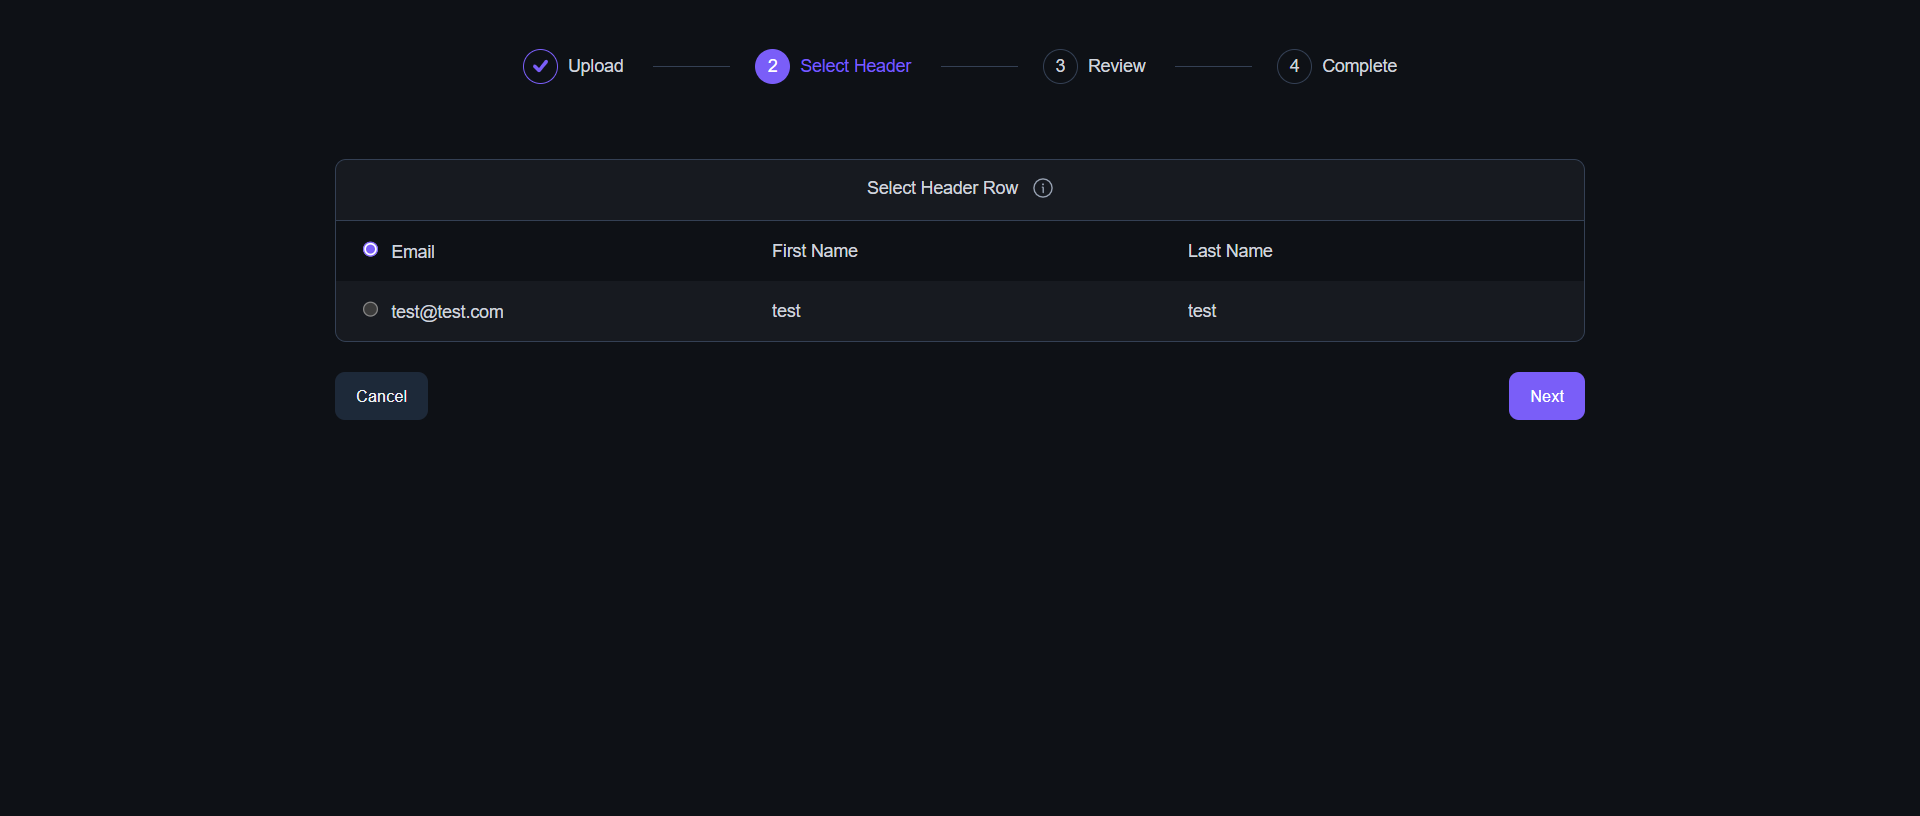 Upload 2 Select Header 3 Review 4 Complete
Select Header Row
Email First Name Last Name
test@test.com test test
Cancel Next